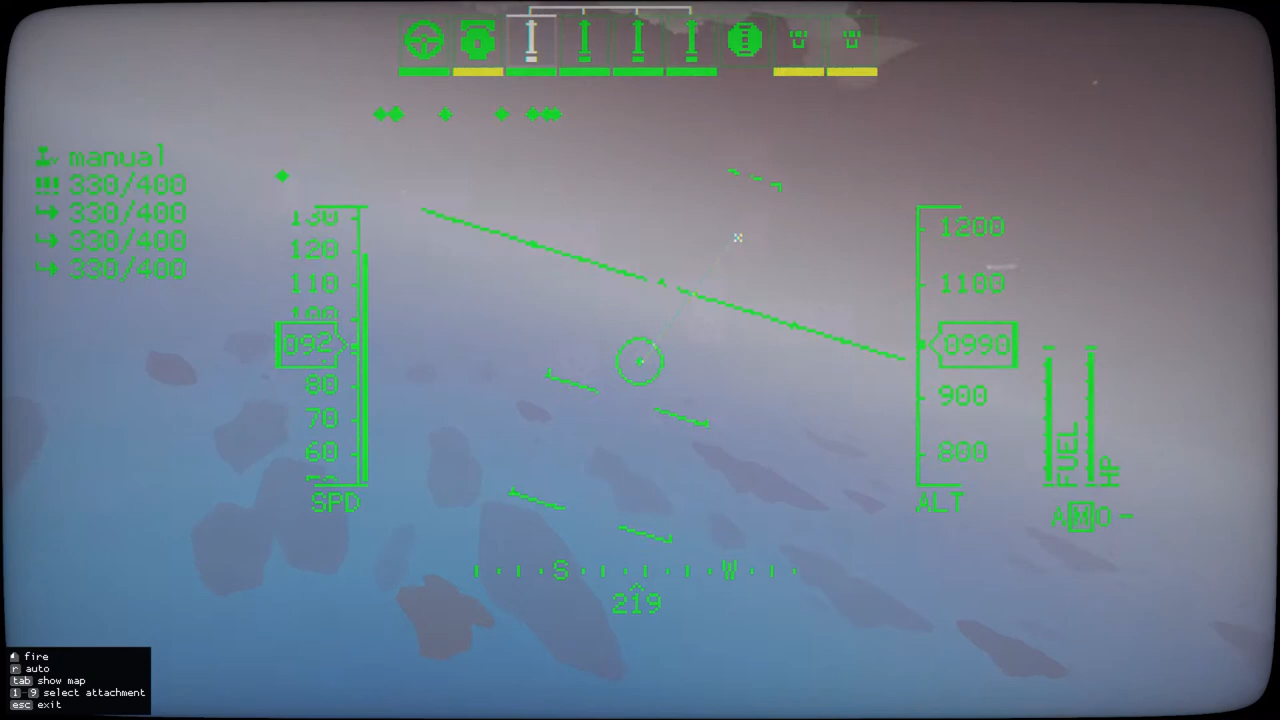 manual
330/400
330/400
330/400
330/400
130
120
110
100
092
80
70
60
SPD
1200
1100
0990
900
800
ALT
FUEL
HP
S W
219
fire
r auto
tab show map
1-9 select attachment
esc exit